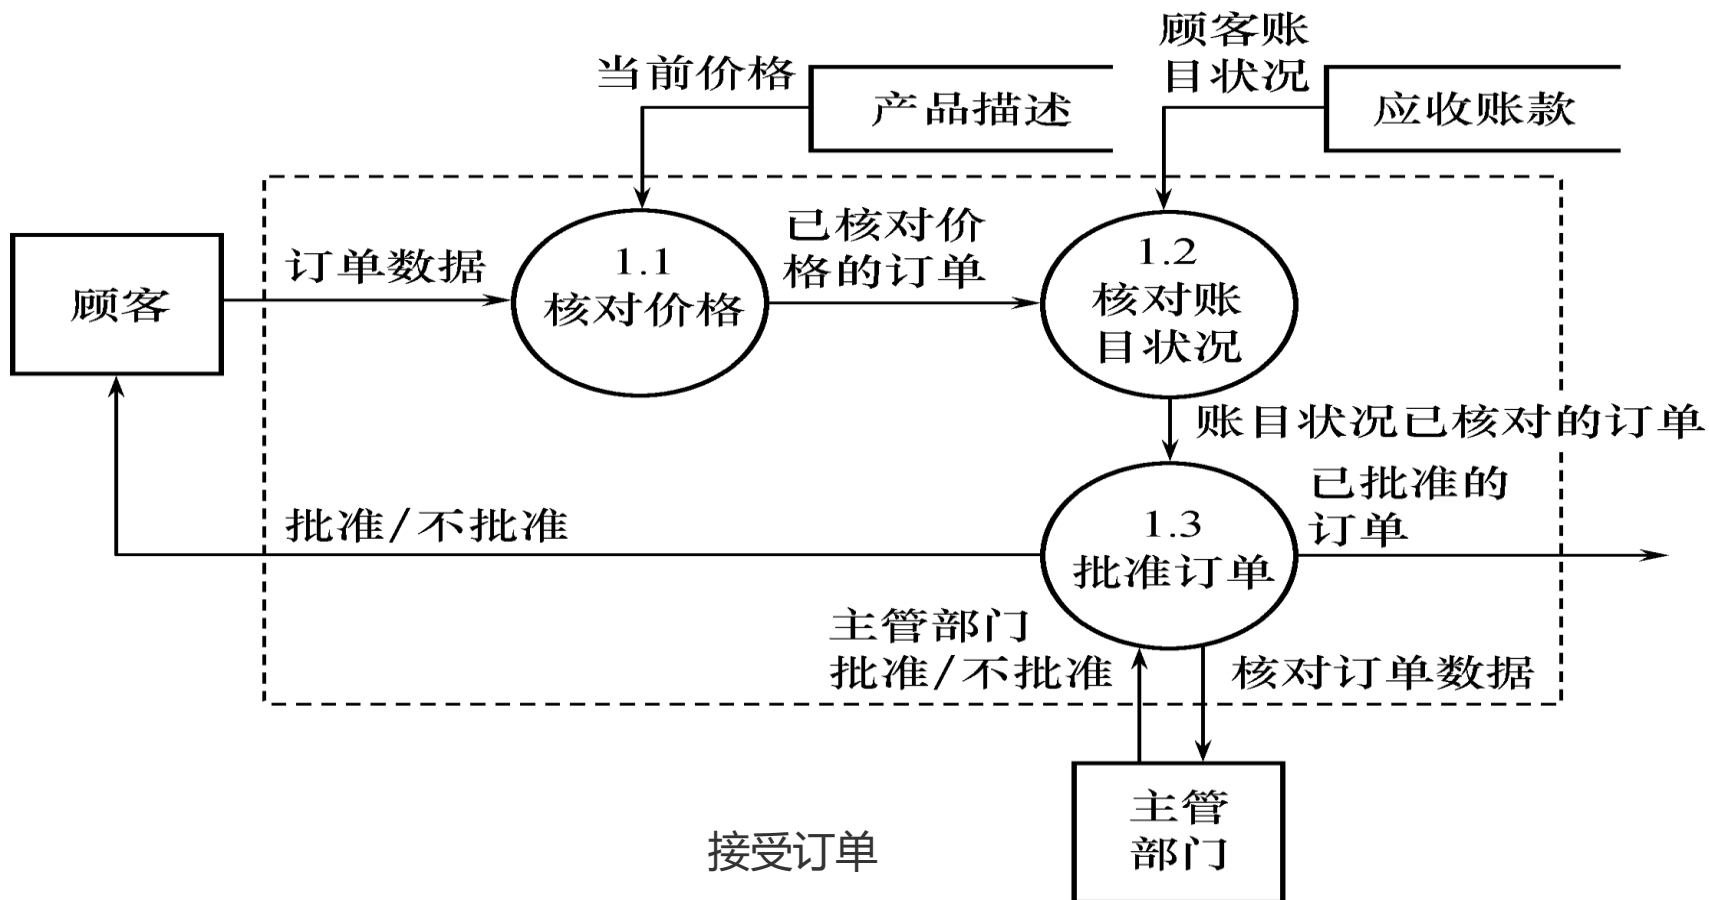 顾客账
目状况
当前价格
产品描述
应收账款
已核对价
格的订单
订单数据
1.1
核对价格
1.2
核对账
目状况
顾客
账目状况已核对的订单
已批准的
订单
批准/不批准
1.3
批准订单
主管部门
批准/不批准
核对订单数据
主管
部门
接受订单